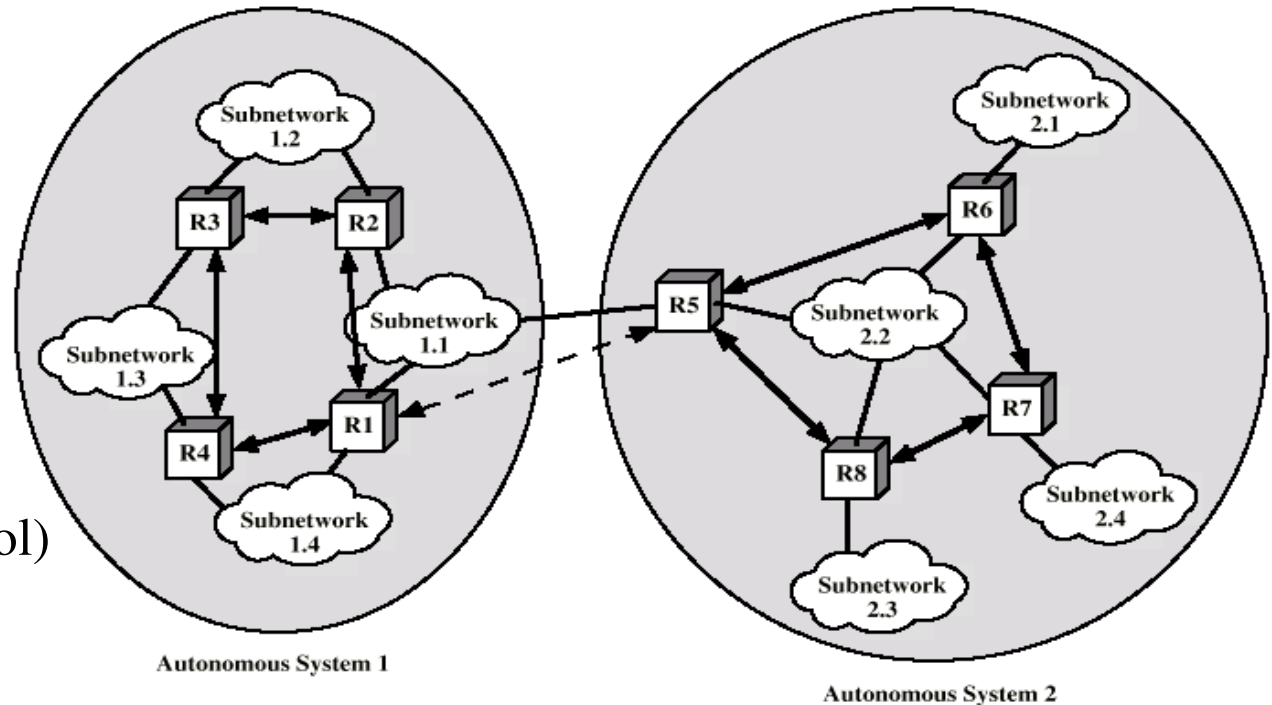 Subnetwork
1.2
R3
R2
Subnetwork
1.1
Subnetwork
1.3
R1
R4
Subnetwork
1.4
ol)
Autonomous System 1
Subnetwork
2.1
R6
R5
Subnetwork
2.2
R7
R8
Subnetwork
2.4
Subnetwork
2.3
Autonomous System 2